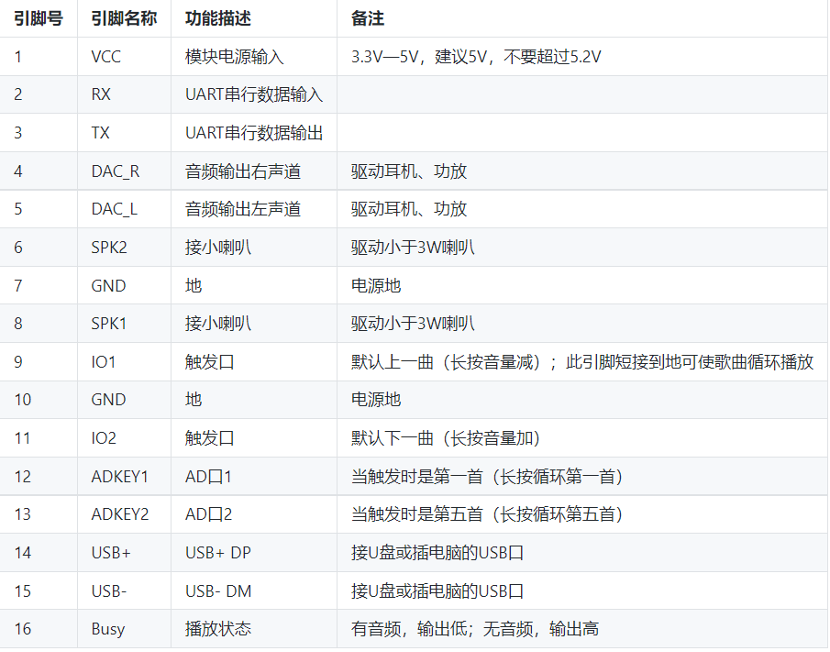 引脚号 引脚名称 功能描述 备注
1 VCC 模块电源输入 3.3V—5V，建议5V，不要超过5.2V
2 RX UART串行数据输入
3 TX UART串行数据输出
4 DAC_R 音频输出右声道 驱动耳机、功放
5 DAC_L 音频输出左声道 驱动耳机、功放
6 SPK2 接小喇叭 驱动小于3W喇叭
7 GND 地 电源地
8 SPK1 接小喇叭 驱动小于3W喇叭
9 IO1 触发口 默认上一曲（长按音量减）；此引脚短接到地可使歌曲循环播放
10 GND 地 电源地
11 IO2 触发口 默认下一曲（长按音量加）
12 ADKEY1 AD口1 当触发时是第一首（长按循环第一首）
13 ADKEY2 AD口2 当触发时是第五首（长按循环第五首）
14 USB+ USB+ DP 接U盘或插电脑的USB口
15 USB- USB- DM 接U盘或插电脑的USB口
16 Busy 播放状态 有音频，输出低；无音频，输出高